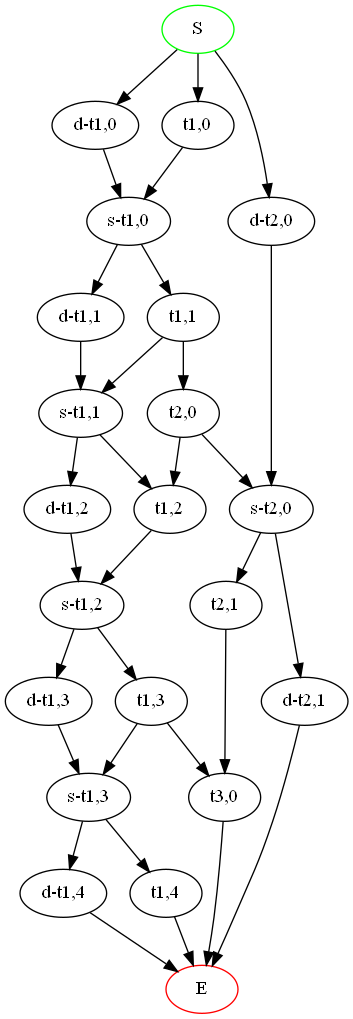 S
d-t1,0 t1,0
s-t1,0 d-t2,0
d-t1,1 t1,1
s-t1,1 t2,0
d-t1,2 t1,2 s-t2,0
s-t1,2 t2,1
d-t1,3 t1,3 d-t2,1
s-t1,3 t3,0
d-t1,4 t1,4
E